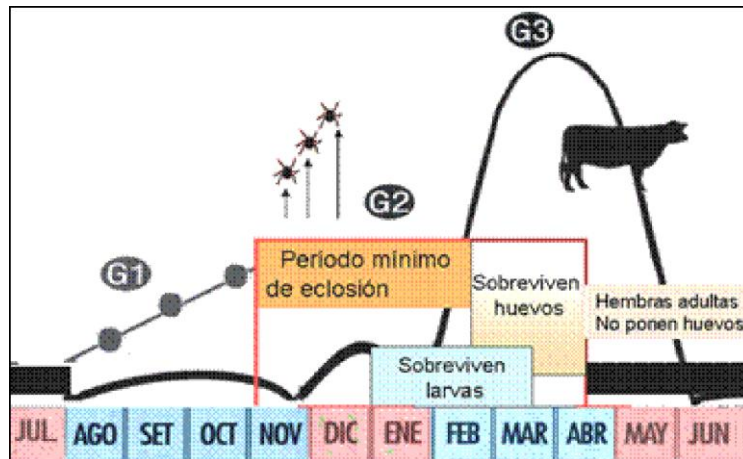 G3
G2
G1
Período mínimo
de eclosión
Sobreviven
huevos
Hembras adultas
No ponen huevos
Sobreviven
larvas
JUL AGO SET OCT NOV DIC ENE FEB MAR ABR MAY JUN